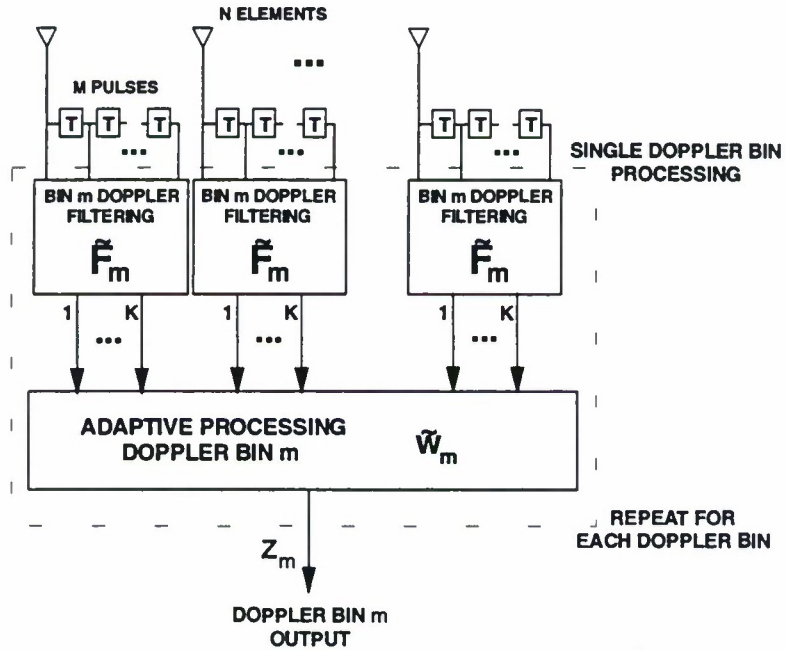 N ELEMENTS
...
M PULSES
T T T T T T T T T
... ... ...
SINGLE DOPPLER BIN
PROCESSING
BIN m DOPPLER
FILTERING
F̃m
BIN m DOPPLER
FILTERING
F̃m
BIN m DOPPLER
FILTERING
F̃m
1 ... K
1 ... K
1 ... K
ADAPTIVE PROCESSING
DOPPLER BIN m
w̃m
REPEAT FOR
EACH DOPPLER BIN
Zm
DOPPLER BIN m
OUTPUT